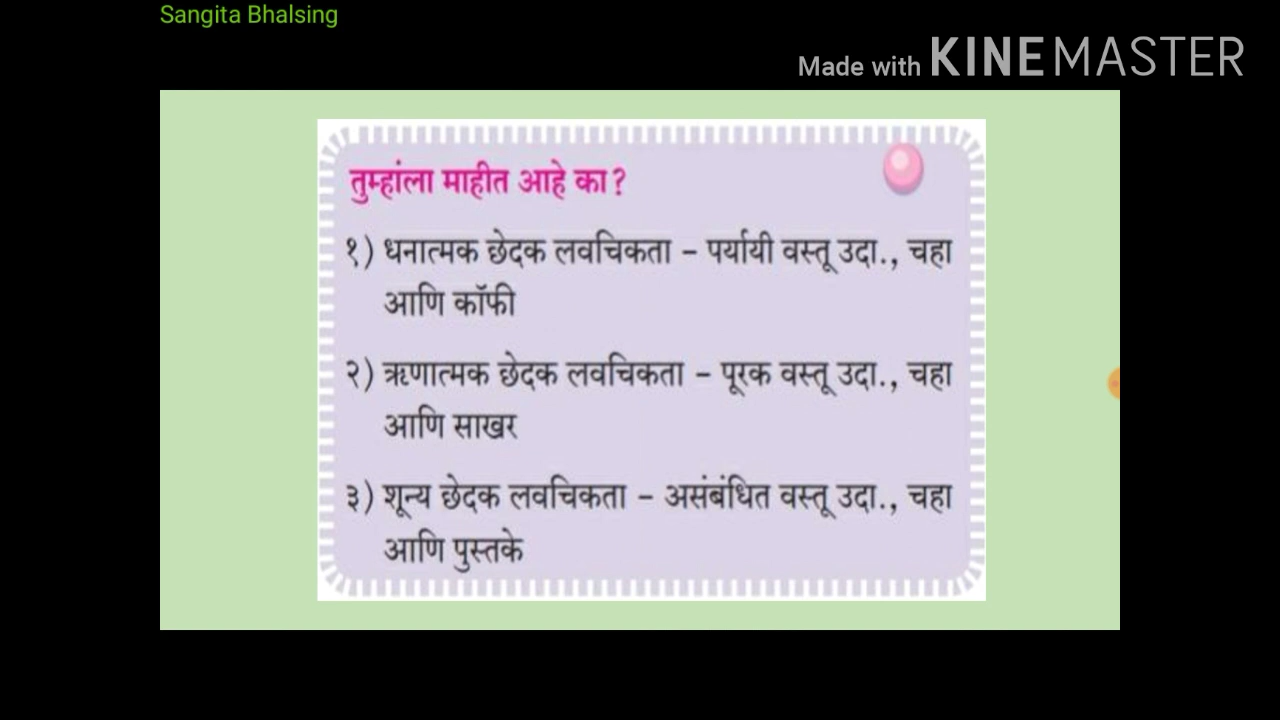 Sangita Bhalsing
Made with KINEMASTER
तुम्हांला माहीत आहे का?
१) धनात्मक छेदक लवचिकता – पर्यायी वस्तू उदा., चहा
आणि कॉफी
२) ऋणात्मक छेदक लवचिकता – पूरक वस्तू उदा., चहा
आणि साखर
३) शून्य छेदक लवचिकता – असंबंधित वस्तू उदा., चहा
आणि पुस्तके